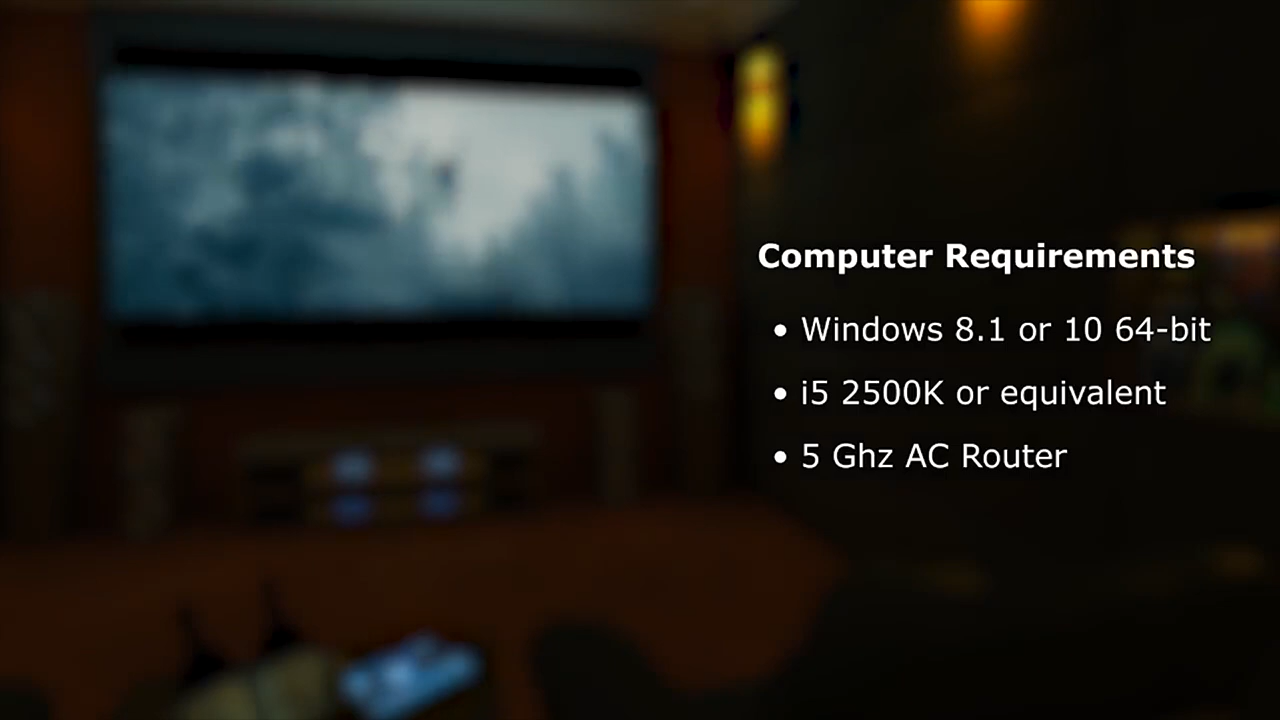 Computer Requirements
• Windows 8.1 or 10 64-bit
• i5 2500K or equivalent
• 5 Ghz AC Router